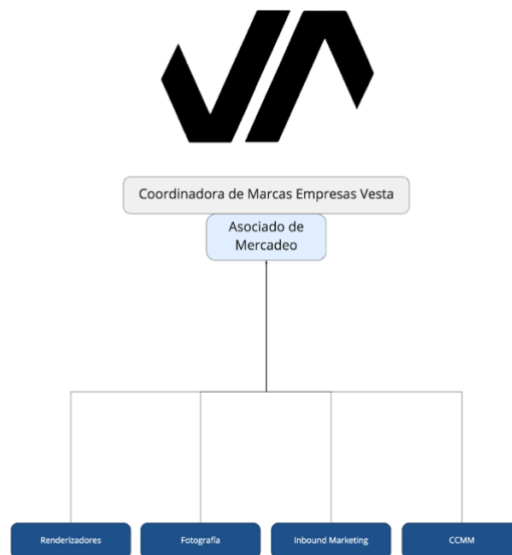 Coordinadora de Marcas Empresas Vesta
Asociado de
Mercadeo
Renderizadores
Fotografía
Inbound Marketing
CCMM